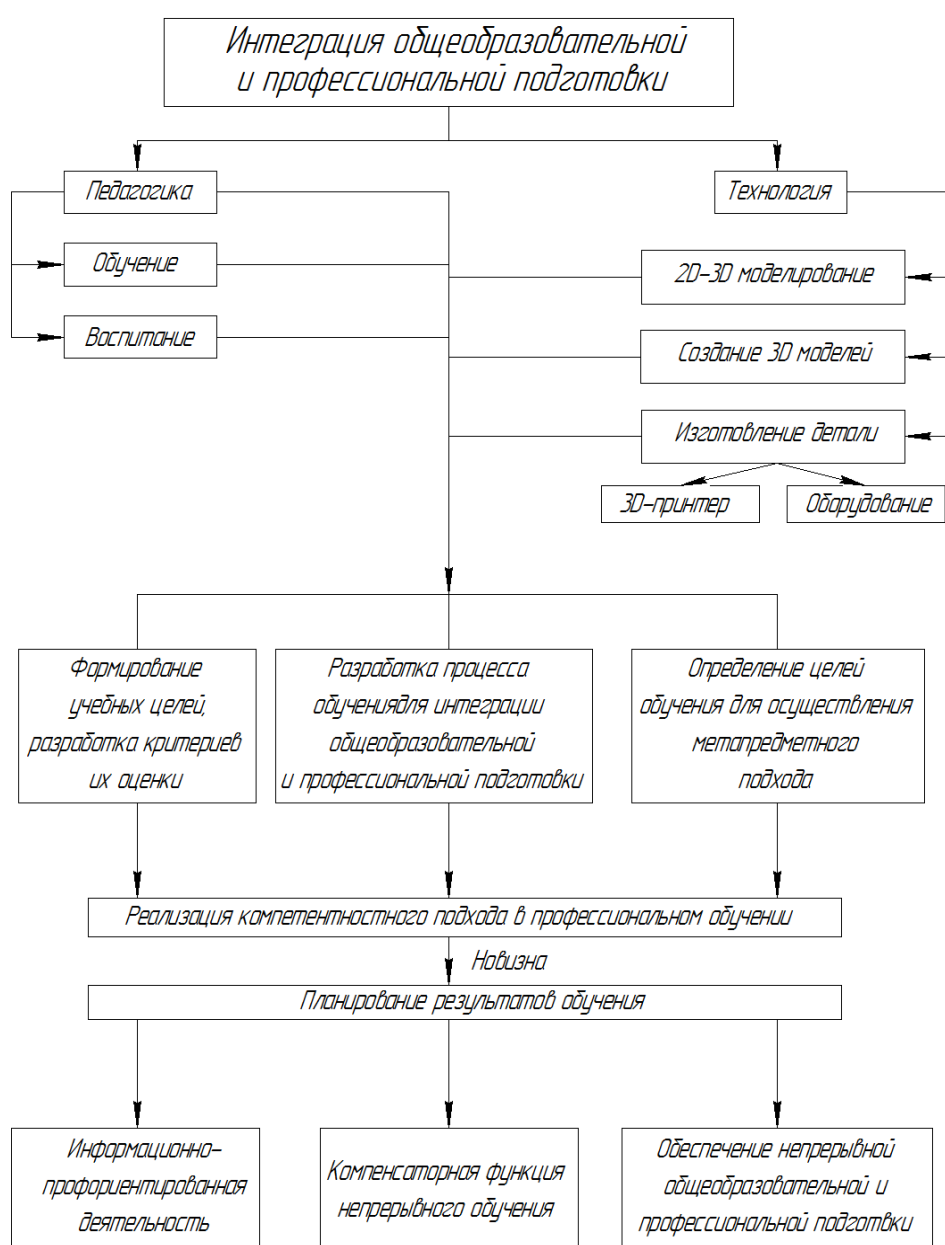 Интеграция общеобразовательной
и профессиональной подготовки
Педагогика
Технология
Обучение
2D-3D моделирование
Воспитание
Создание 3D моделей
Изготовление детали
3D-принтер
Оборудование
Формирование
учебных целей,
разработка критериев
их оценки
Разработка процесса
обучениядля интеграции
общеобразовательной
и профессиональной подготовки
Определение целей
обучения для осуществления
метапредметного
подхода
Реализация компетентностного подхода в профессиональном обучении
Новизна
Планирование результатов обучения
Информационно-
профориентированная
деятельность
Компенсаторная функция
непрерывного обучения
Обеспечение непрерывной
общеобразовательной и
профессиональной подготвки